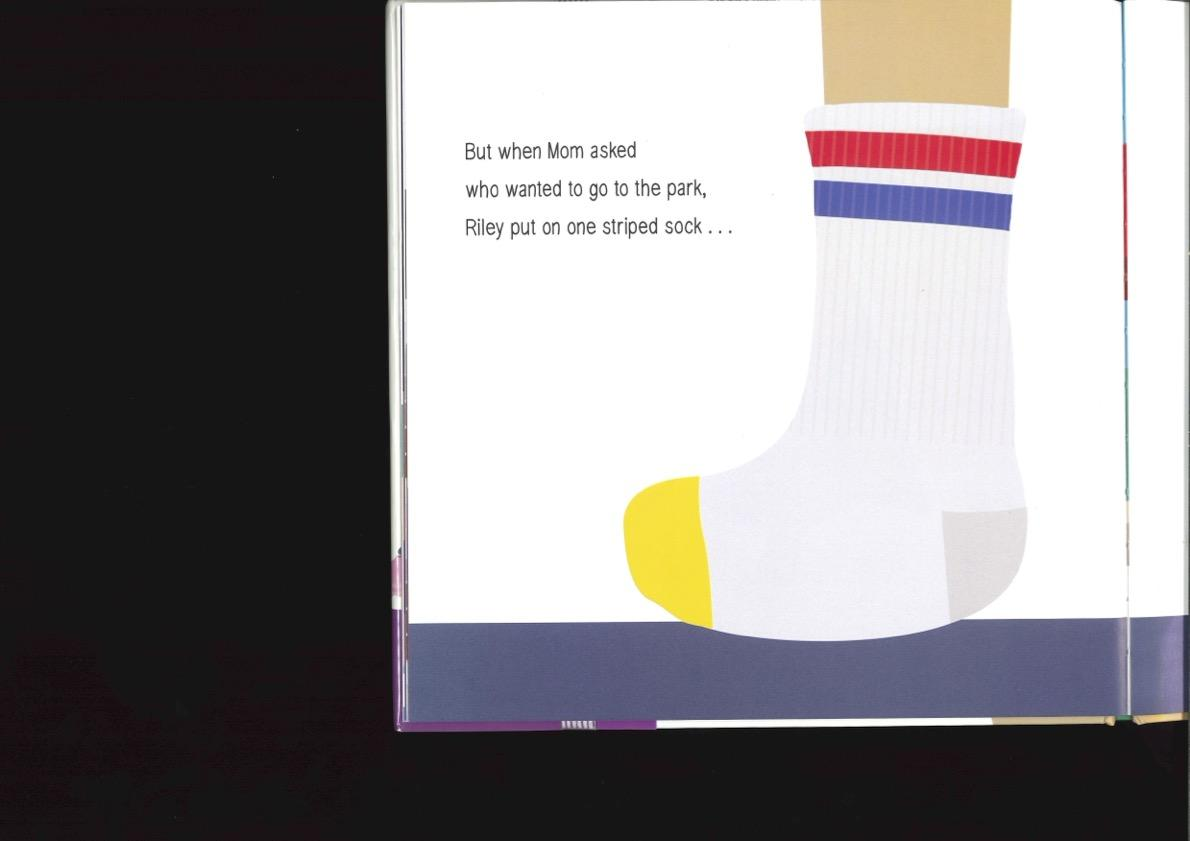 But when Mom asked
who wanted to go to the park,
Riley put on one striped sock . . .